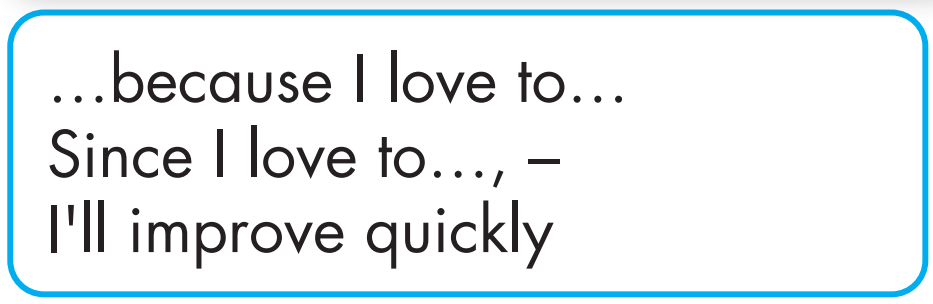 …because I love to…
Since I love to…, –
I'll improve quickly